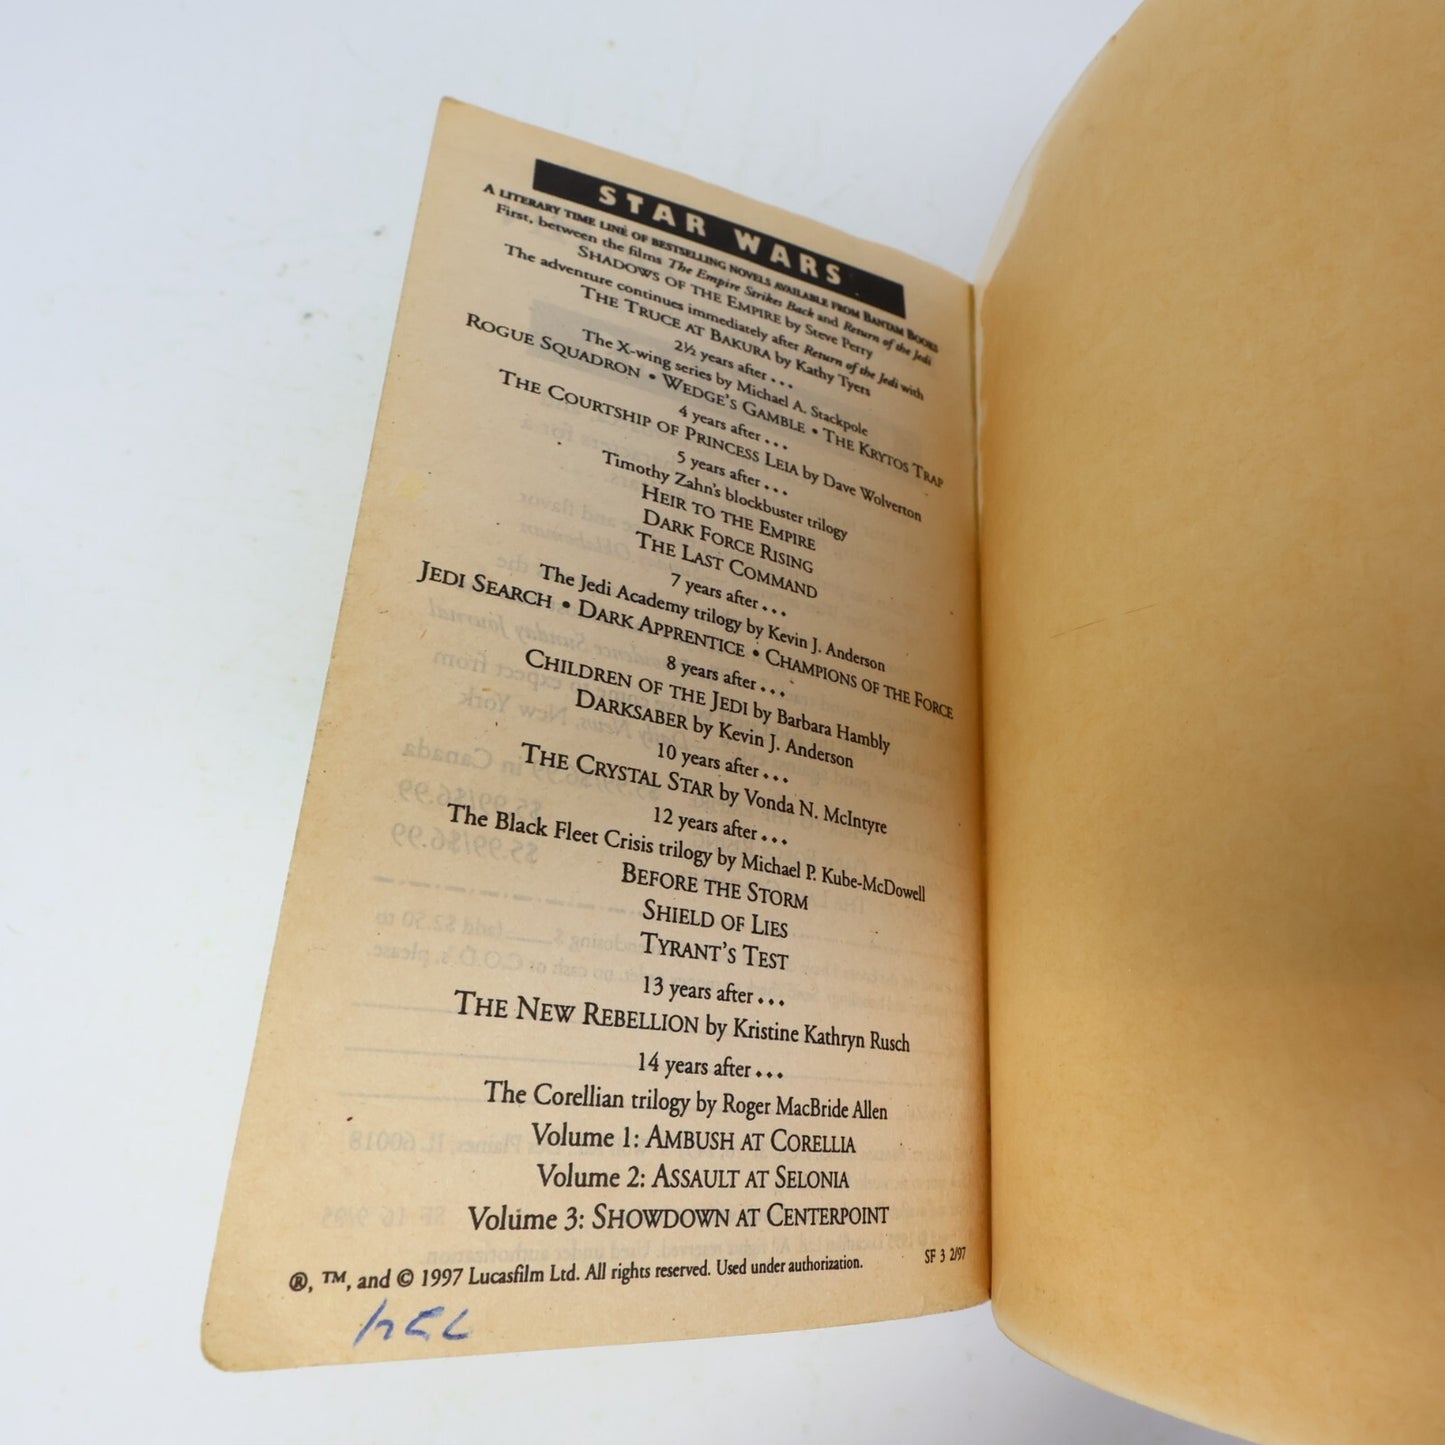 STAR WARS
A LITERARY TIME LINE OF BESTSELLING NOVELS AVAILABLE FROM BANTAM BOOKS
First, between the films The Empire Strikes Back and Return of the Jedi
SHADOWS OF THE EMPIRE by Steve Perry
The adventure continues immediately after Return of the Jedi with
THE TRUCE AT BAKURA by Kathy Tyers
2½ years after . . .
The X-wing series by Michael A. Stackpole
ROGUE SQUADRON • WEDGE'S GAMBLE • THE KRYTOS TRAP
4 years after . . .
THE COURTSHIP OF PRINCESS LEIA by Dave Wolverton
5 years after . . .
Timothy Zahn's blockbuster trilogy
HEIR TO THE EMPIRE
DARK FORCE RISING
THE LAST COMMAND
7 years after . . .
The Jedi Academy trilogy by Kevin J. Anderson
JEDI SEARCH • DARK APPRENTICE • CHAMPIONS OF THE FORCE
8 years after . . .
CHILDREN OF THE JEDI by Barbara Hambly
DARKSABER by Kevin J. Anderson
10 years after . . .
THE CRYSTAL STAR by Vonda N. McIntyre
12 years after . . .
The Black Fleet Crisis trilogy by Michael P. Kube-McDowell
BEFORE THE STORM
SHIELD OF LIES
TYRANT'S TEST
13 years after . . .
THE NEW REBELLION by Kristine Kathryn Rusch
14 years after . . .
The Corellian trilogy by Roger MacBride Allen
Volume 1: AMBUSH AT CORELLIA
Volume 2: ASSAULT AT SELONIA
Volume 3: SHOWDOWN AT CENTERPOINT
®, ™, and © 1997 Lucasfilm Ltd. All rights reserved. Used under authorization. SF 3 2/97